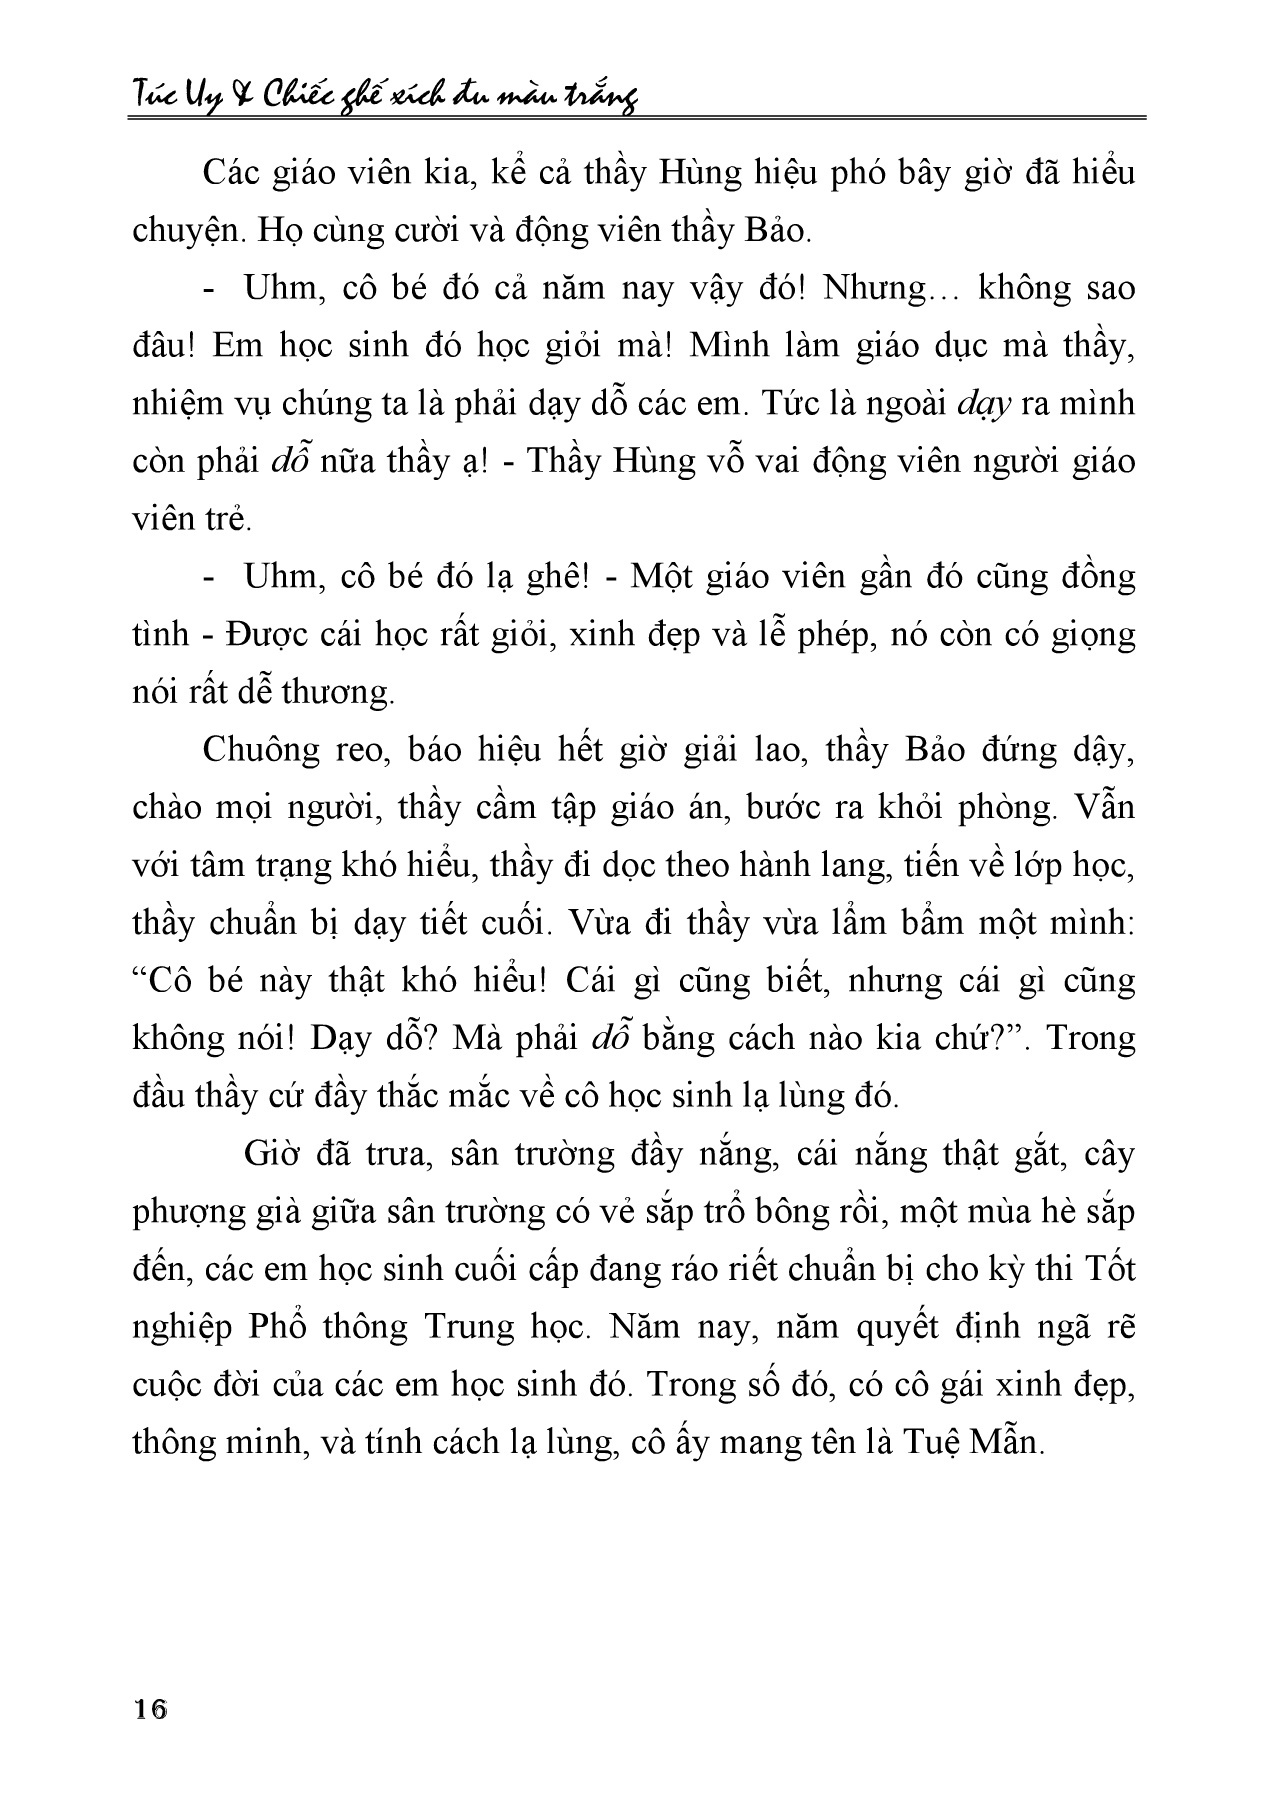 Túc Uy & Chiếc ghế xích đu màu trắng
Các giáo viên kia, kể cả thầy Hùng hiệu phó bây giờ đã hiểu
chuyện. Họ cùng cười và động viên thầy Bảo.
- Uhm, cô bé đó cả năm nay vậy đó! Nhưng… không sao
đâu! Em học sinh đó học giỏi mà! Mình làm giáo dục mà thầy,
nhiệm vụ chúng ta là phải dạy dỗ các em. Tức là ngoài dạy ra mình
còn phải dỗ nữa thầy ạ! - Thầy Hùng vỗ vai động viên người giáo
viên trẻ.
- Uhm, cô bé đó lạ ghê! - Một giáo viên gần đó cũng đồng
tình - Được cái học rất giỏi, xinh đẹp và lễ phép, nó còn có giọng
nói rất dễ thương.
Chuông reo, báo hiệu hết giờ giải lao, thầy Bảo đứng dậy,
chào mọi người, thầy cầm tập giáo án, bước ra khỏi phòng. Vẫn
với tâm trạng khó hiểu, thầy đi dọc theo hành lang, tiến về lớp học,
thầy chuẩn bị dạy tiết cuối. Vừa đi thầy vừa lẩm bẩm một mình:
“Cô bé này thật khó hiểu! Cái gì cũng biết, nhưng cái gì cũng
không nói! Dạy dỗ? Mà phải dỗ bằng cách nào kia chứ?”. Trong
đầu thầy cứ đầy thắc mắc về cô học sinh lạ lùng đó.
Giờ đã trưa, sân trường đầy nắng, cái nắng thật gắt, cây
phượng già giữa sân trường có vẻ sắp trổ bông rồi, một mùa hè sắp
đến, các em học sinh cuối cấp đang ráo riết chuẩn bị cho kỳ thi Tốt
nghiệp Phổ thông Trung học. Năm nay, năm quyết định ngã rẽ
cuộc đời của các em học sinh đó. Trong số đó, có cô gái xinh đẹp,
thông minh, và tính cách lạ lùng, cô ấy mang tên là Tuệ Mẫn.
16